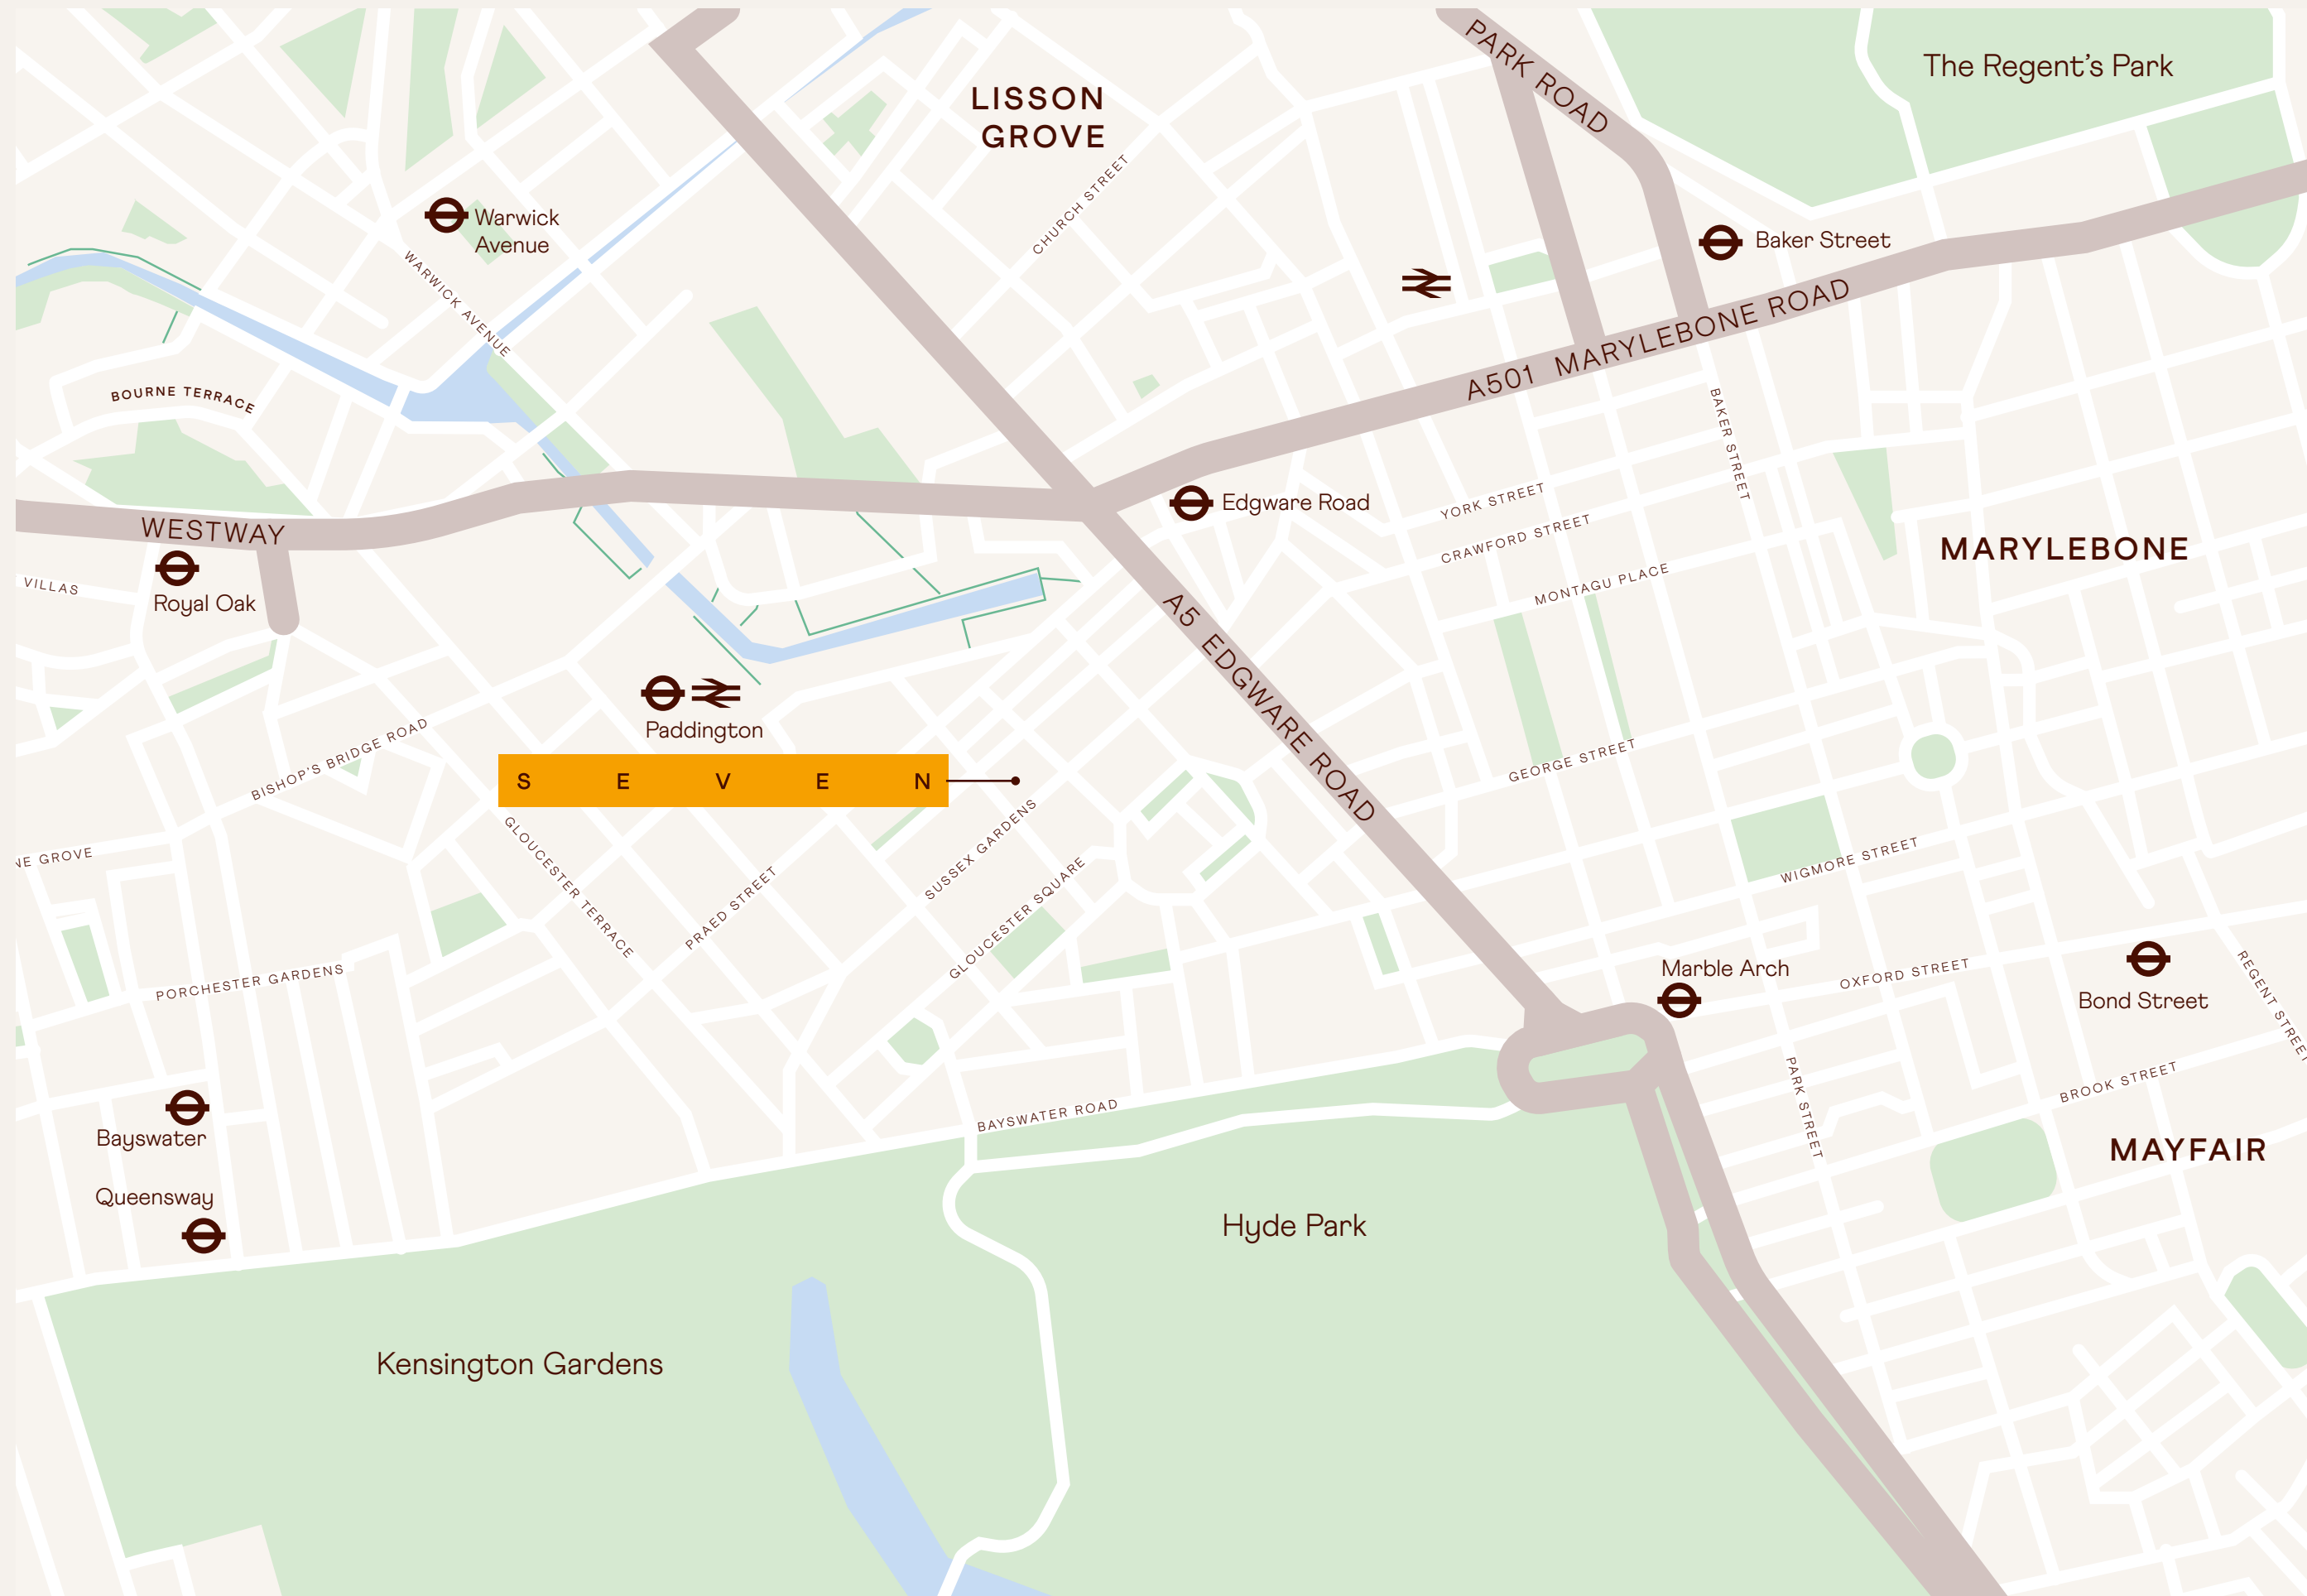 PARK ROAD
The Regent's Park
LISSON
GROVE
CHURCH STREET
Warwick
Avenue
Baker Street
WARWICK AVENUE
A501 MARYLEBONE ROAD
BOURNE TERRACE
BAKER STREET
YORK STREET
Edgware Road
WESTWAY
CRAWFORD STREET
MARYLEBONE
VILLAS
Royal Oak
MONTAGU PLACE
A5 EDGWARE ROAD
Paddington
BISHOP'S BRIDGE ROAD
GEORGE STREET
S E V E N
SUSSEX GARDENS
GLOUCESTER TERRACE
NE GROVE
WIGMORE STREET
PRAED STREET
GLOUCESTER SQUARE
PORCHESTER GARDENS
Marble Arch
OXFORD STREET
Bond Street
REGENT STREET
PARK STREET
BROOK STREET
BAYSWATER ROAD
Bayswater
MAYFAIR
Queensway
Hyde Park
Kensington Gardens